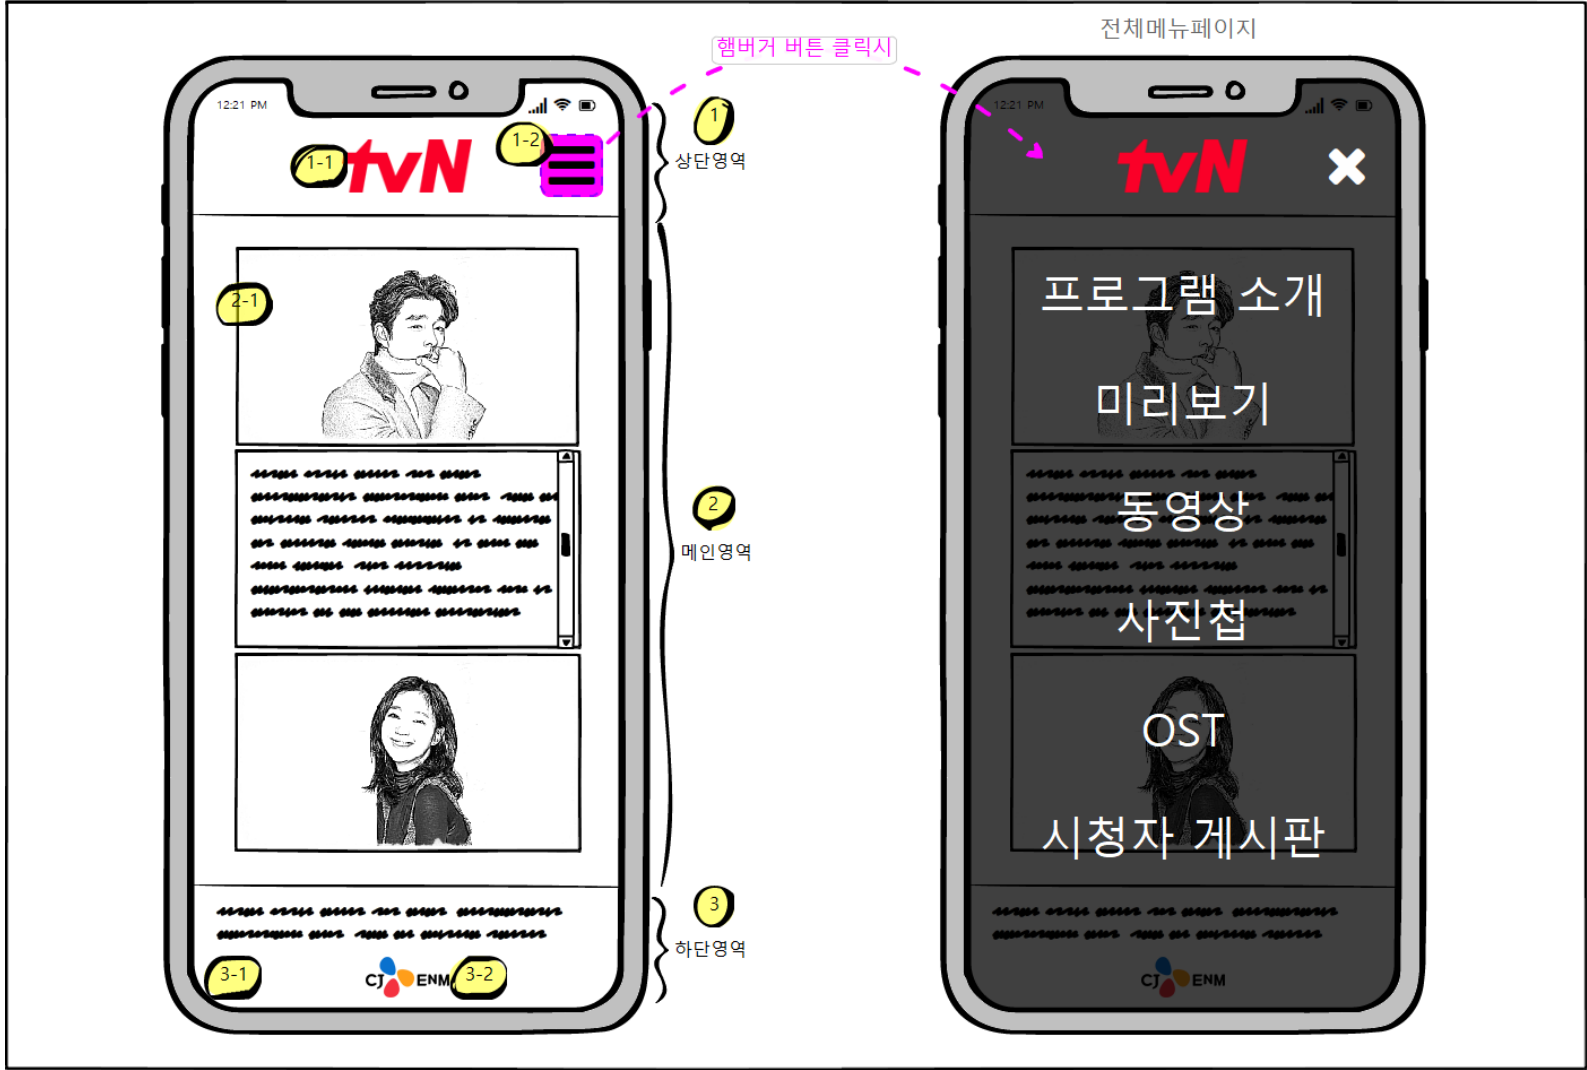 전체메뉴페이지
햄버거 버튼 클릭시
12:21 PM
1-1
tvN
1-2
1
상단영역
2-1
2
메인영역
3
하단영역
3-1
CJ ENM
3-2
12:21 PM
tvN
프로그램 소개
미리보기
동영상
사진첩
OST
시청자 게시판
CJ ENM